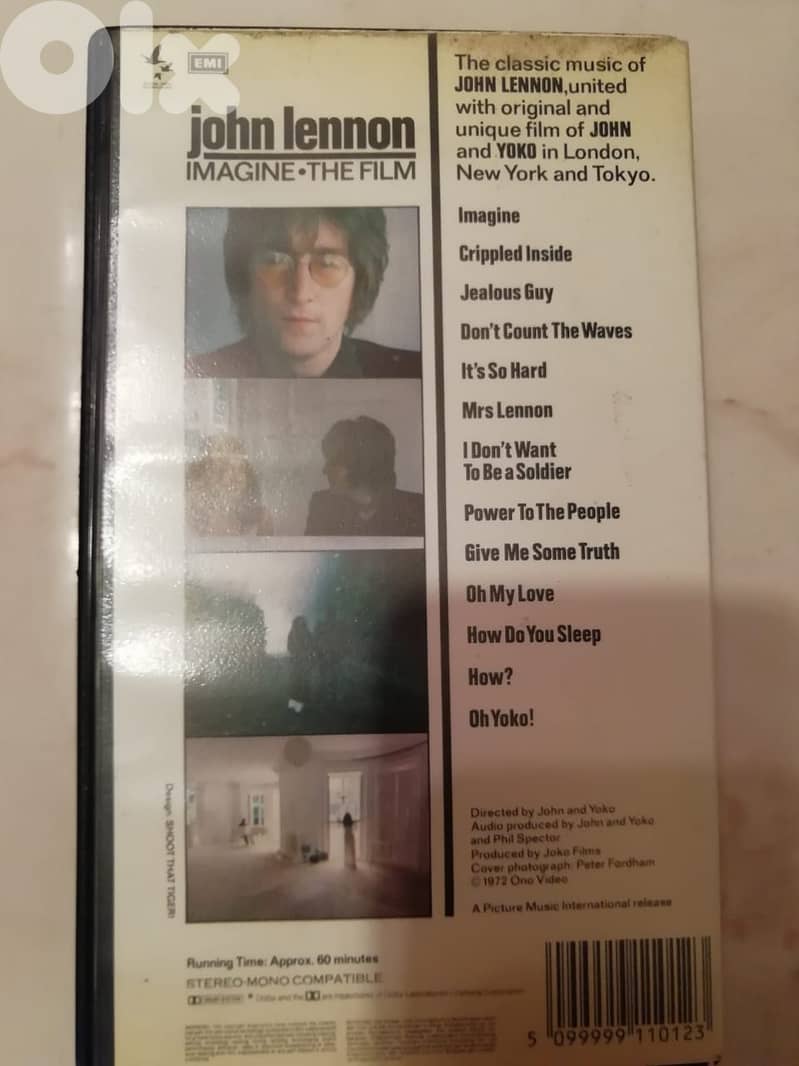 olx
EMI
john lennon
IMAGINE•THE FILM
The classic music of
JOHN LENNON,united
with original and
unique film of JOHN
and YOKO in London,
New York and Tokyo.
Imagine
Crippled Inside
Jealous Guy
Don't Count The Waves
It's So Hard
Mrs Lennon
I Don't Want
To Be a Soldier
Power To The People
Give Me Some Truth
Oh My Love
How Do You Sleep
How?
Oh Yoko!
Directed by John and Yoko
Audio produced by John and Yoko
and Phil Spector
Produced by Joko Films
Cover photograph: Peter Fordham
© 1972 Ono Video
A Picture Music International release
Design: SHOOT THAT TIGER!
Running Time: Approx. 60 minutes
STEREO-MONO COMPATIBLE
5 099999 110123